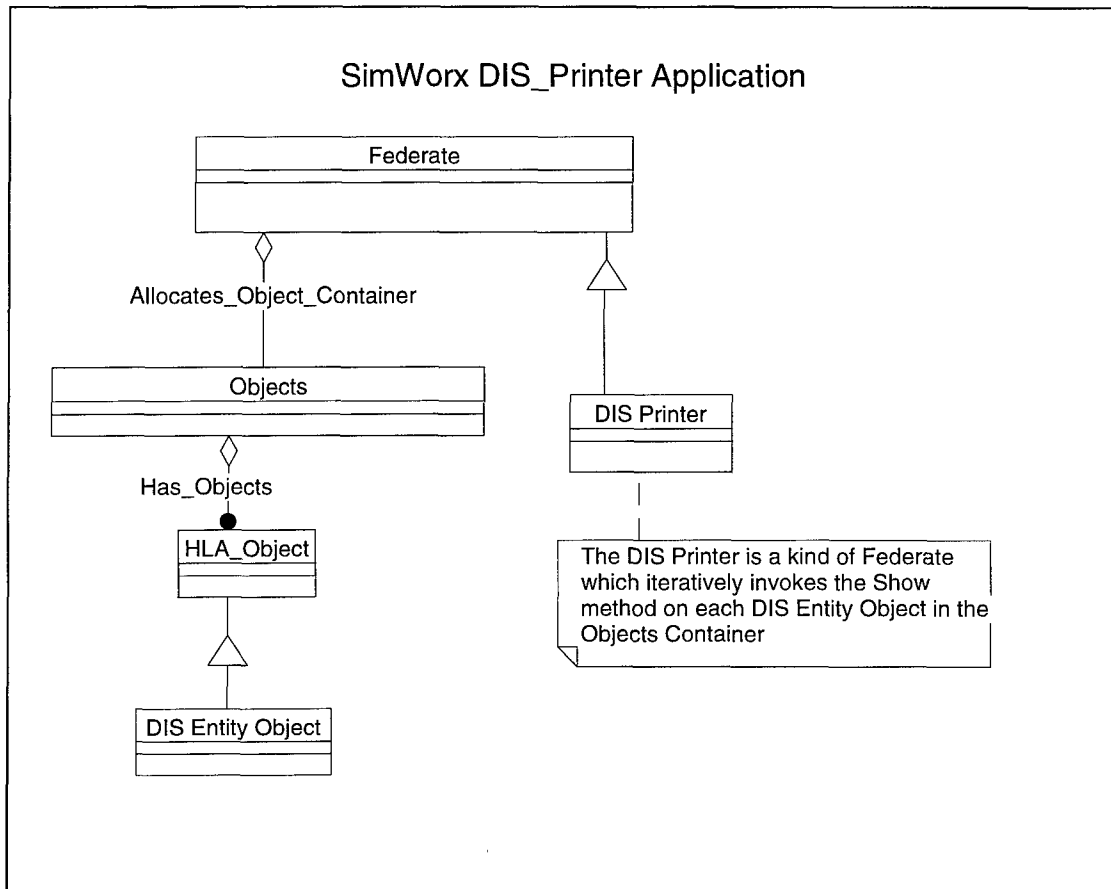 SimWorx DIS_Printer Application
Federate
Allocates_Object_Container
Objects
DIS Printer
Has_Objects
HLA_Object
The DIS Printer is a kind of Federate
which iteratively invokes the Show
method on each DIS Entity Object in the
Objects Container
DIS Entity Object